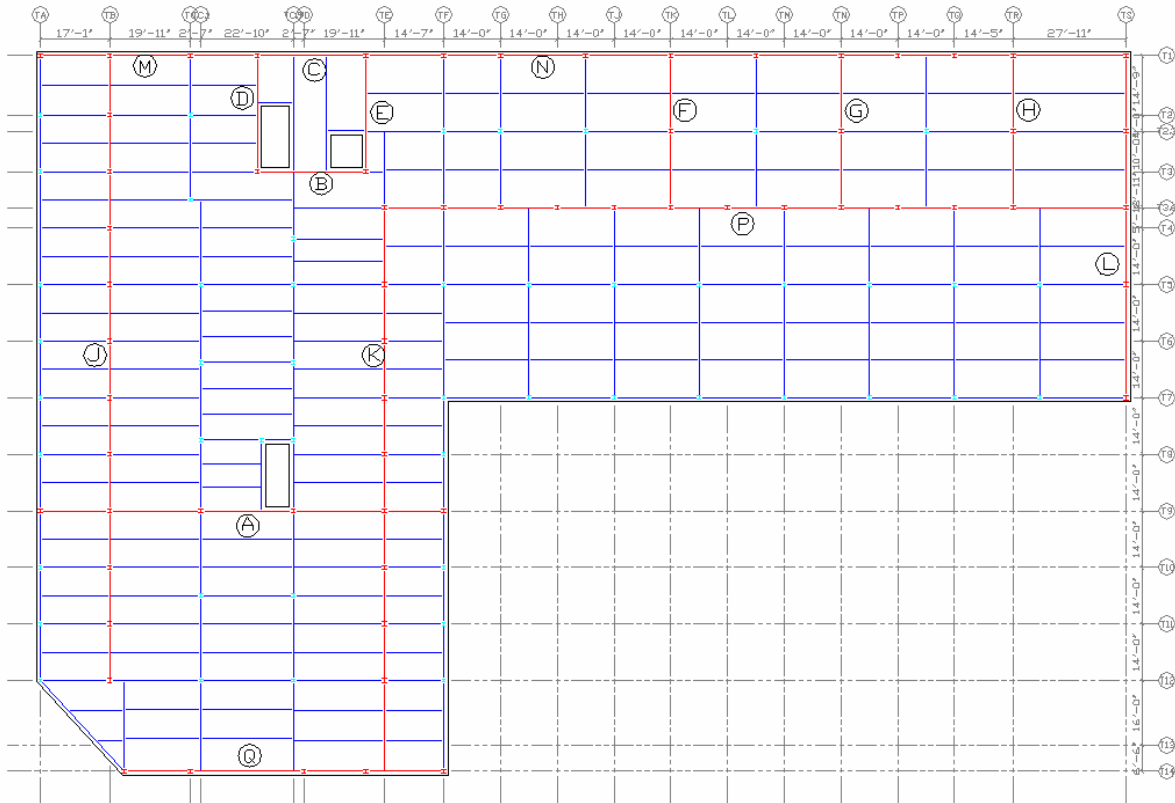 TA TB TE TF TG TH TJ TK TL TM TN TP TQ TR TS
17'-1" 19'-11" 2'-7" 22'-10" 2'-7" 19'-11" 14'-7" 14'-0" 14'-0" 14'-0" 14'-0" 14'-0" 14'-0" 14'-0" 14'-0" 14'-5" 27'-11"
T1
M C N
14'-9"
D E F G H
T2
T3
B
P
T4
L
14'-0"
T5
14'-0"
J K
T6
14'-0"
T7
14'-0"
T8
14'-0"
A
T9
14'-0"
T10
14'-0"
T11
14'-0"
T12
16'-0"
T13
Q
6'-6"
T14